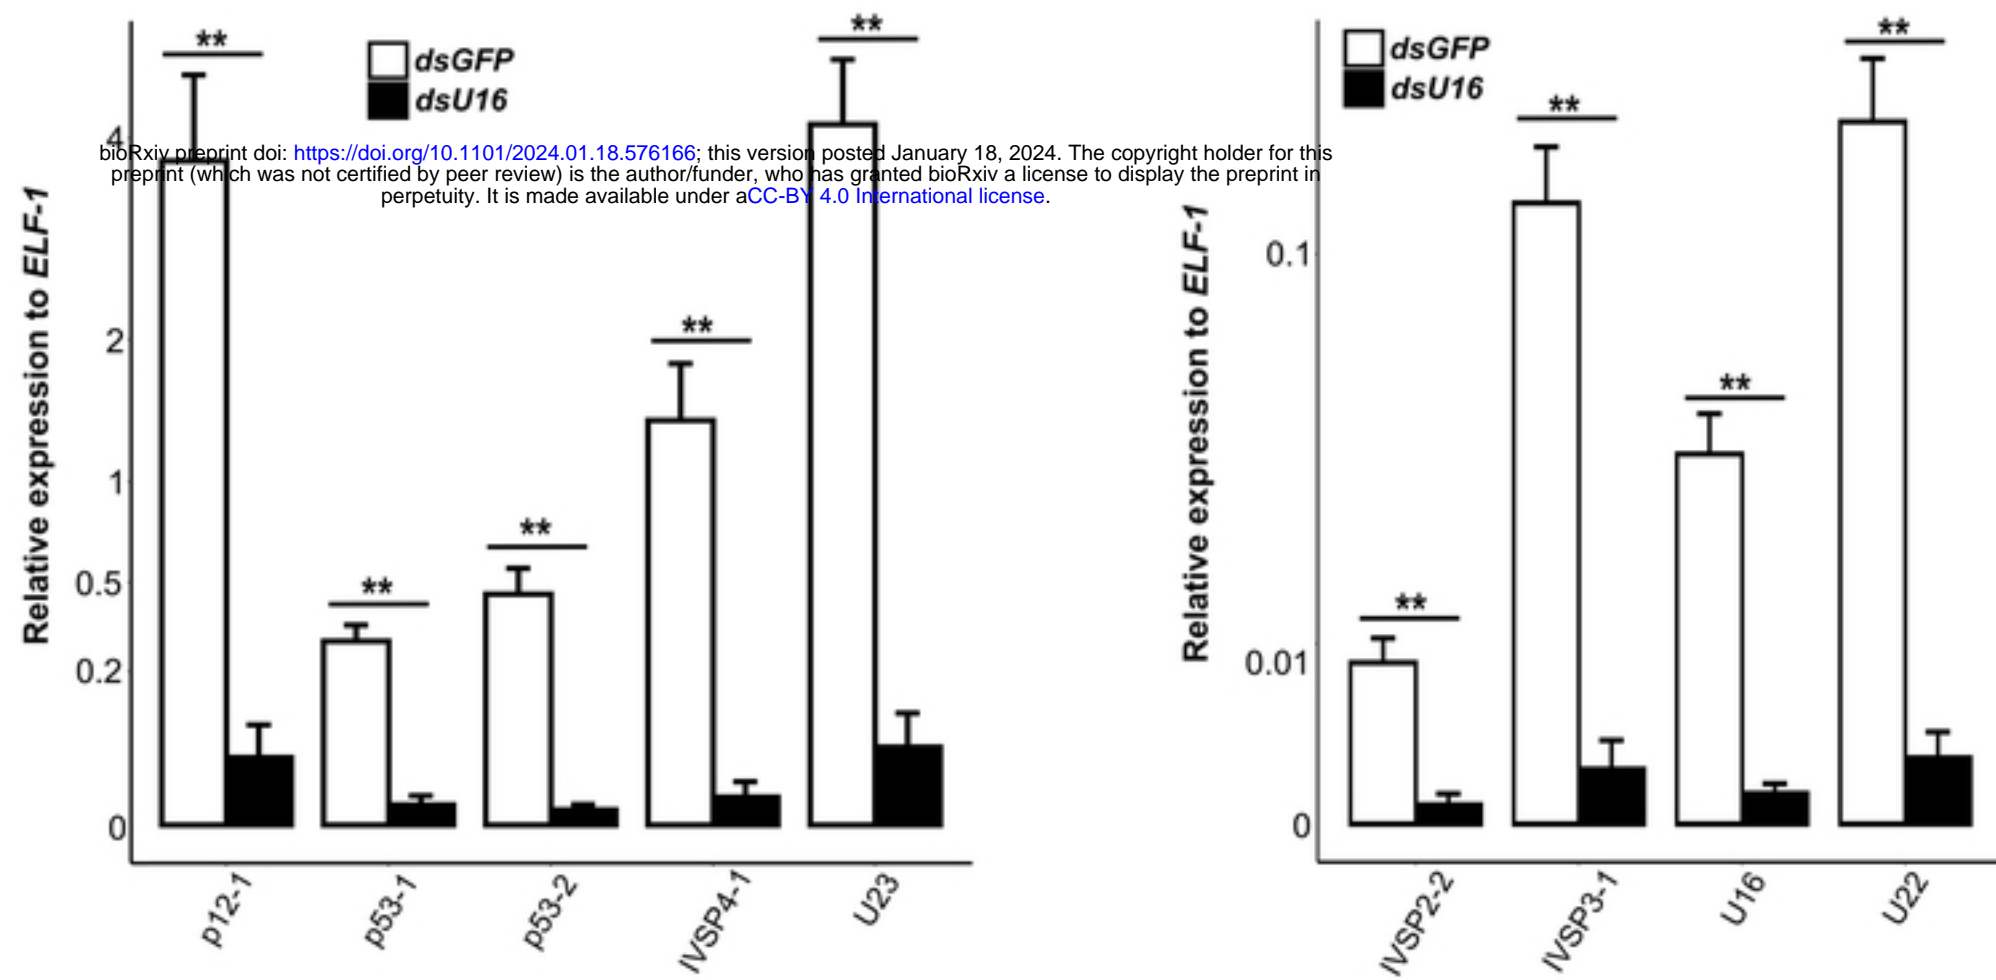 **
dsGFP
dsU16
**
4
bioRxiv preprint doi: https://doi.org/10.1101/2024.01.18.576166; this version posted January 18, 2024. The copyright holder for this
preprint (which was not certified by peer review) is the author/funder, who has granted bioRxiv a license to display the preprint in
perpetuity. It is made available under aCC-BY 4.0 International license.
Relative expression to ELF-1
2
**
1
**
0.5
**
0.2
0
p12-1
p53-1
p53-2
IVSP4-1
U23
dsGFP
dsU16
**
**
Relative expression to ELF-1
0.1
**
**
0.01
0
IVSP2-2
IVSP3-1
U16
U22